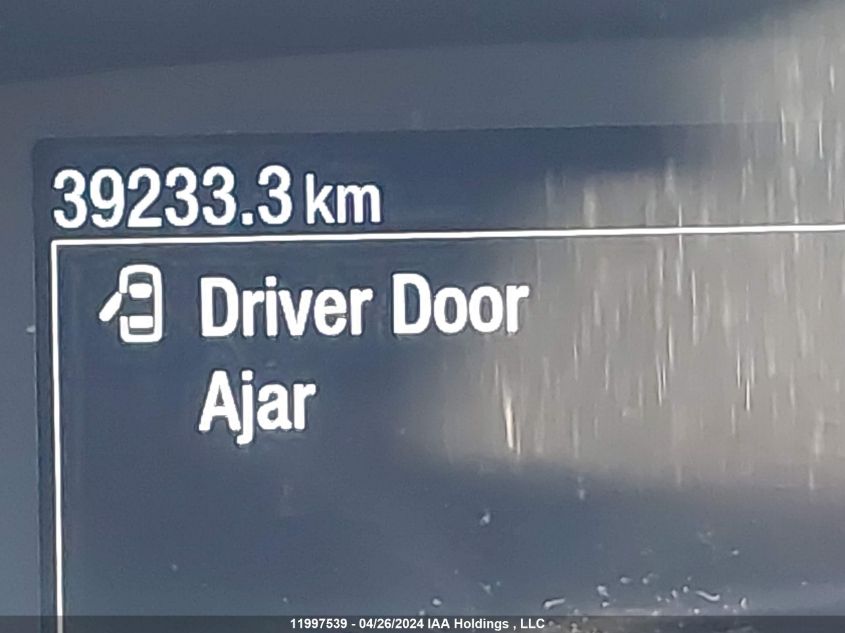 39233.3 km
Driver Door
Ajar
11997539 - 04/26/2024 IAA Holdings , LLC